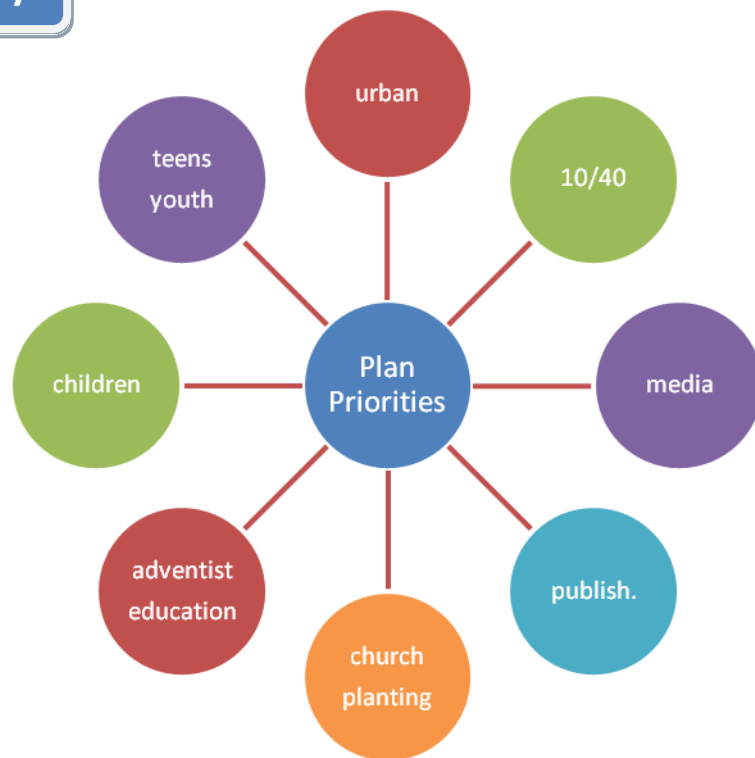 urban
10/40
media
publish.
church
planting
adventist
education
children
teens
youth
Plan
Priorities